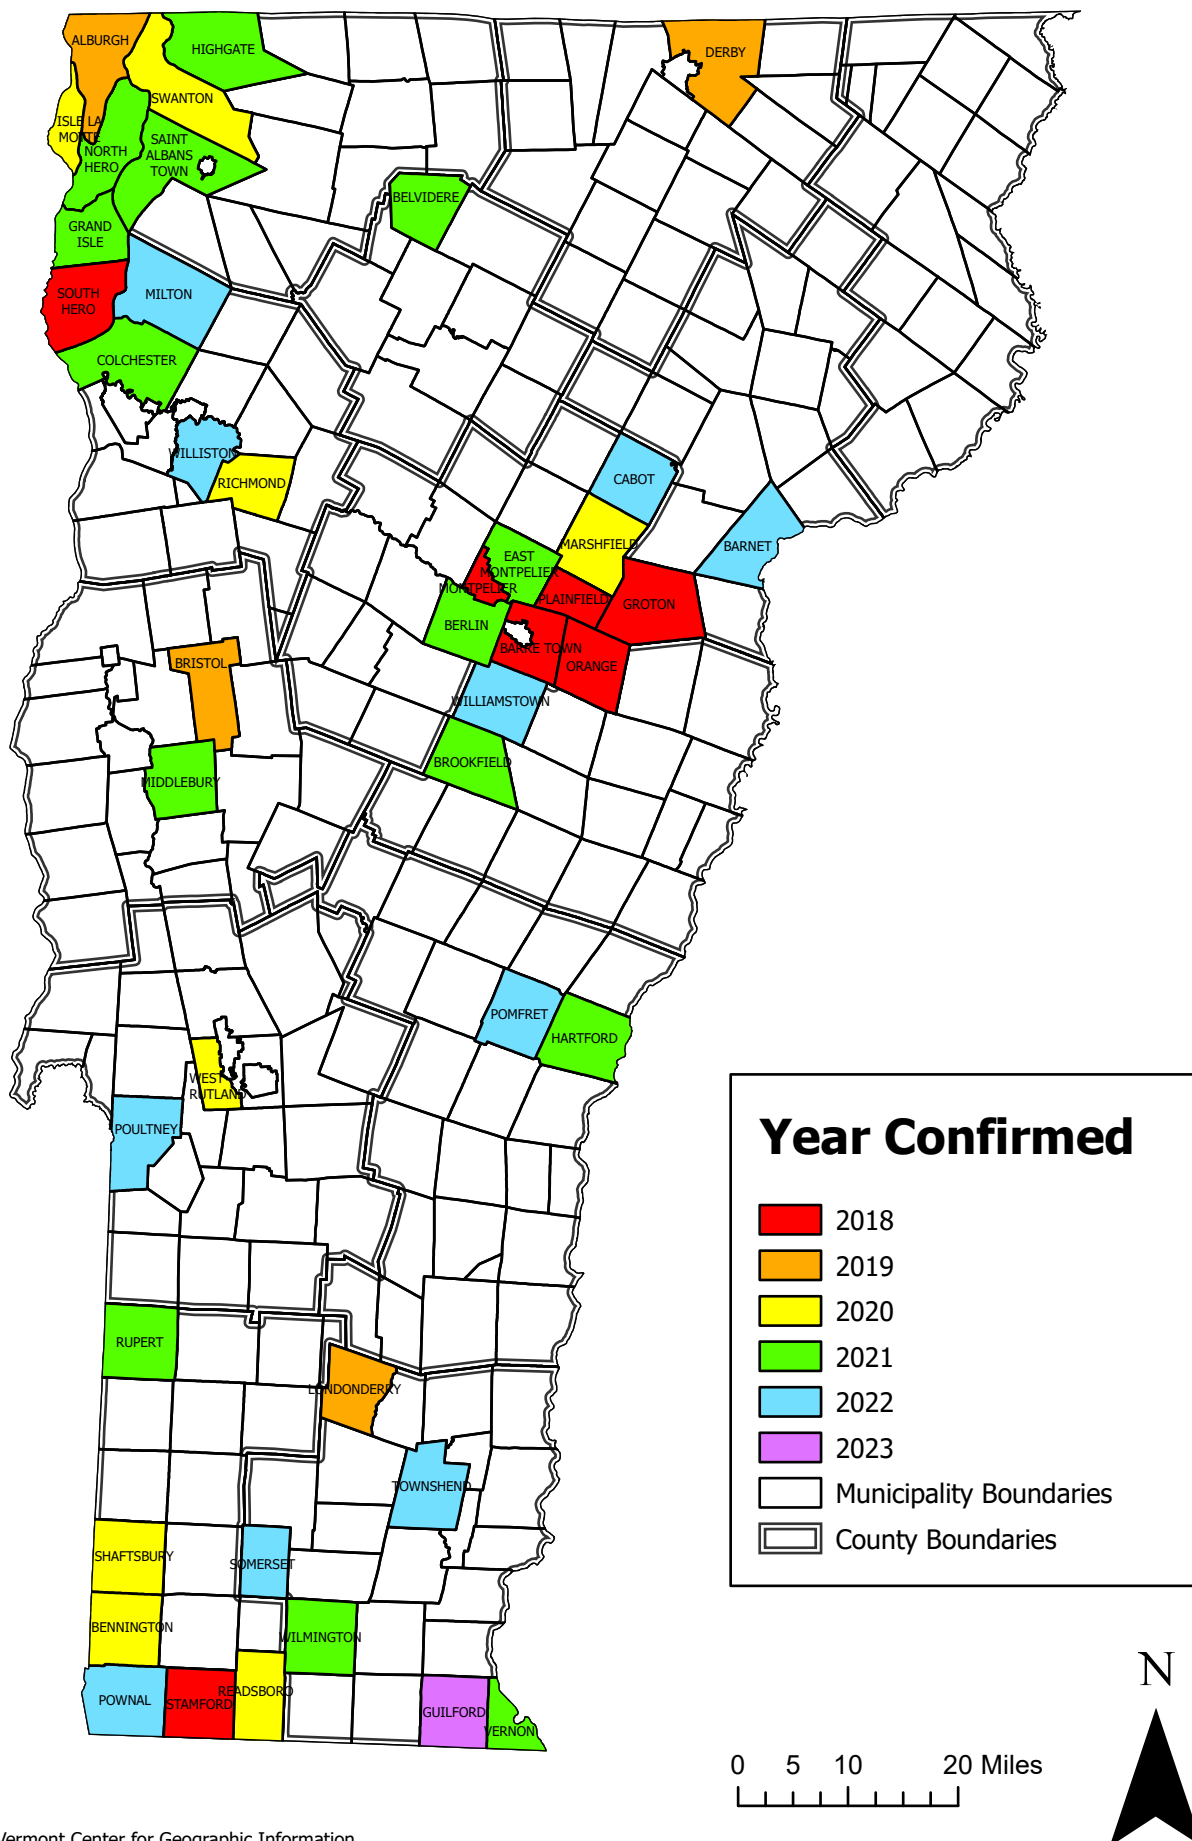 ALBURGH
HIGHGATE
DERBY
SWANTON
ISLE LA
MOTTE
NORTH
HERO
SAINT
ALBANS
TOWN
BELVIDERE
GRAND
ISLE
SOUTH
HERO
MILTON
COLCHESTER
WILLISTON
RICHMOND
CABOT
MARSHFIELD
BARNET
EAST
MONTPELIER
MONTPELIER
PLAINFIELD
GROTON
BERLIN
BARRE TOWN
ORANGE
BRISTOL
WILLIAMSTOWN
BROOKFIELD
MIDDLEBURY
POMFRET
HARTFORD
WEST
RUTLAND
POULTNEY
Year Confirmed
2018
2019
2020
2021
2022
2023
Municipality Boundaries
County Boundaries
RUPERT
LONDONDERRY
TOWNSHEND
SHAFTSBURY
SOMERSET
BENNINGTON
WILMINGTON
READSBORO
POWNAL
STAMFORD
GUILFORD
VERNON
N
0 5 10 20 Miles
Vermont Center for Geographic Information